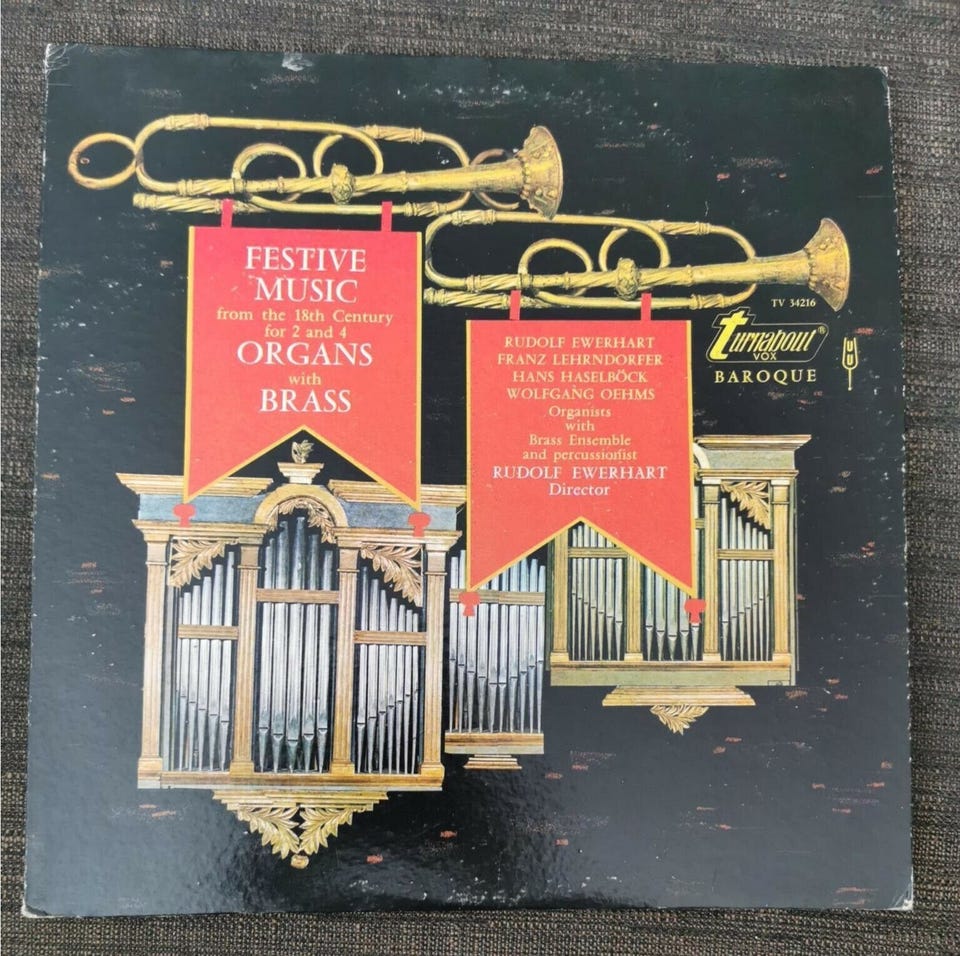 FESTIVE
MUSIC
from the 18th Century
for 2 and 4
ORGANS
with
BRASS
RUDOLF EWERHART
FRANZ LEHRNDORFER
HANS HASELBÖCK
WOLFGANG OEHMS
Organists
with
Brass Ensemble
and percussionist
RUDOLF EWERHART
Director
TV 34216
turnabout®
VOX
BAROQUE